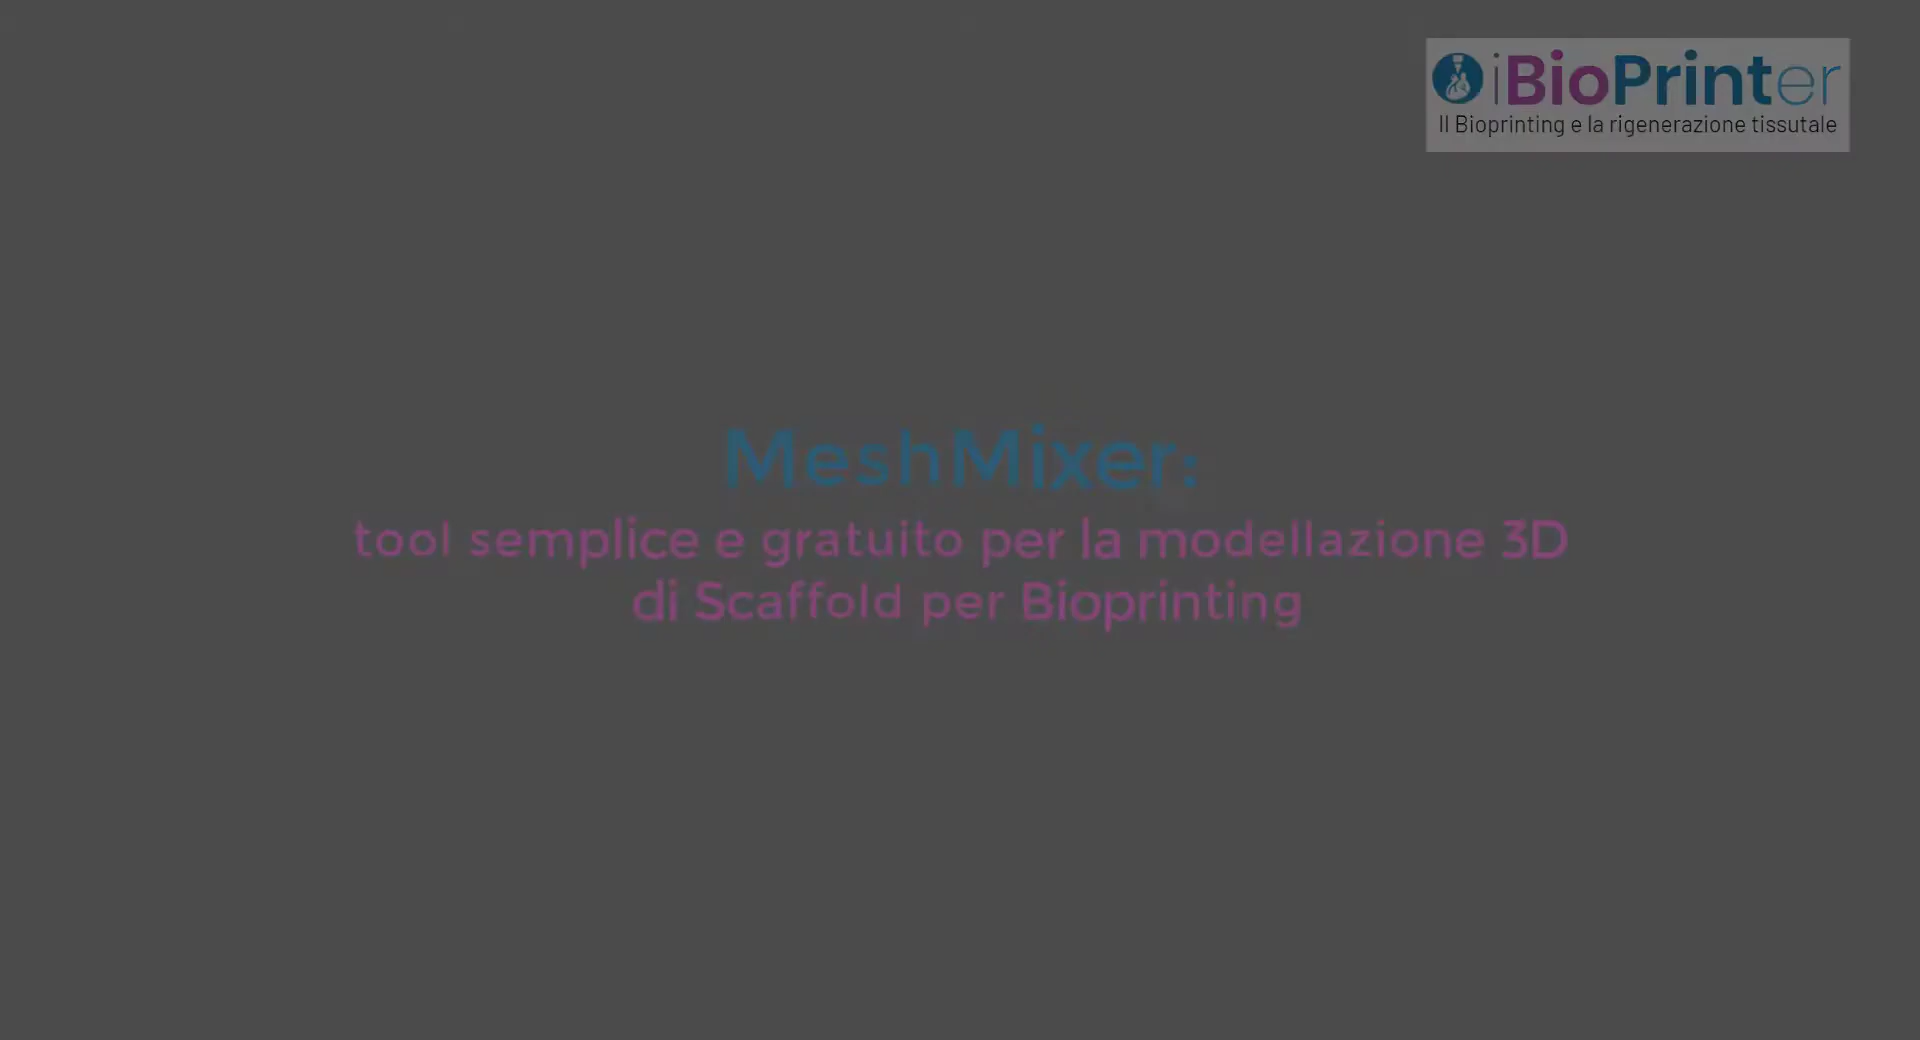 iBioPrinter
Il Bioprinting e la rigenerazione tissutale
MeshMixer:
tool semplice e gratuito per la modellazione 3D
di Scaffold per Bioprinting